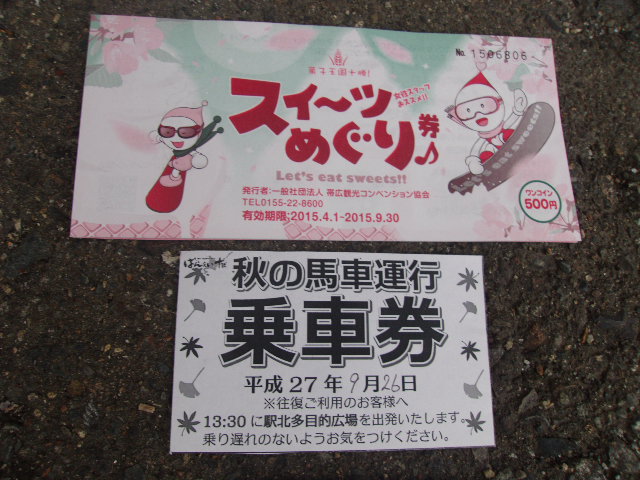 No. 1506806
菓子王国十勝!
スイ〜ツ
めぐり券♪
女性スタッフ
おススメ!!
Let's eat sweets!!
eat sweets!!
発行者:一般社団法人 帯広観光コンベンション協会
TEL0155-22-8600
有効期限:2015.4.1~2015.9.30
ワンコイン
500円
秋の馬車運行
乗車券
平成27年9月26日
※往復ご利用のお客様へ
13:30に駅北多目的広場を出発いたします。
乗り遅れのないようお気をつけください。